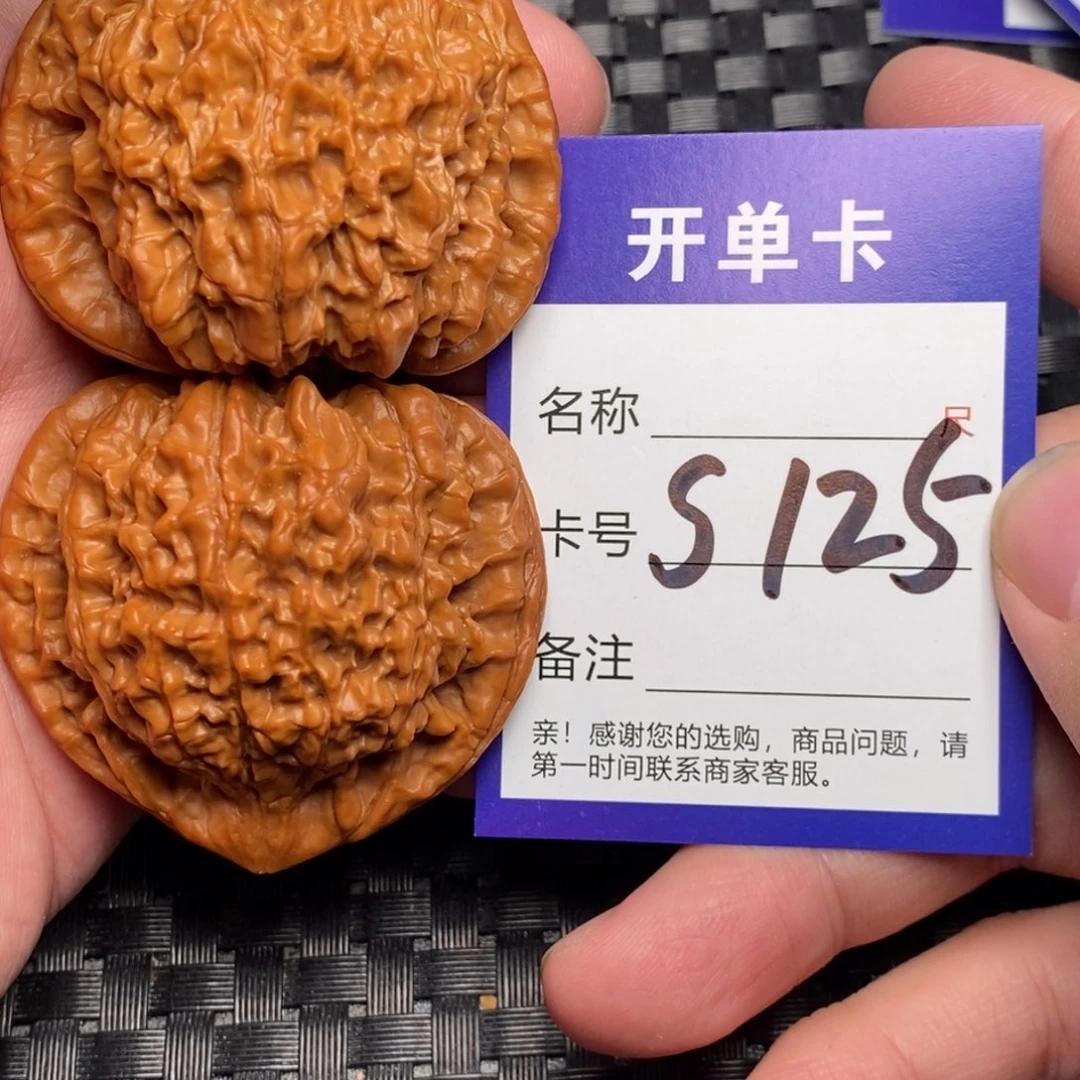 开单卡
名称
尺
卡号 S125
备注
亲！感谢您的选购，商品问题，请
第一时间联系商家客服。